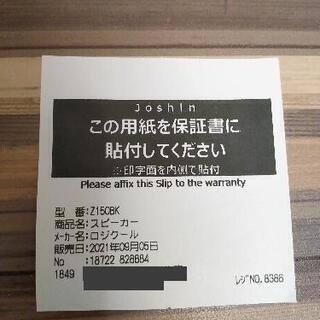 Joshin
この用紙を保証書に
貼付してください
※印字面を内側で貼付
Please affix this Slip to the warranty
型　番:Z150BK
商品名:スピーカー
メーカー名:ロジクール
販売日:2021年09月05日
No　:18722 828884
1849
レジNO.8386